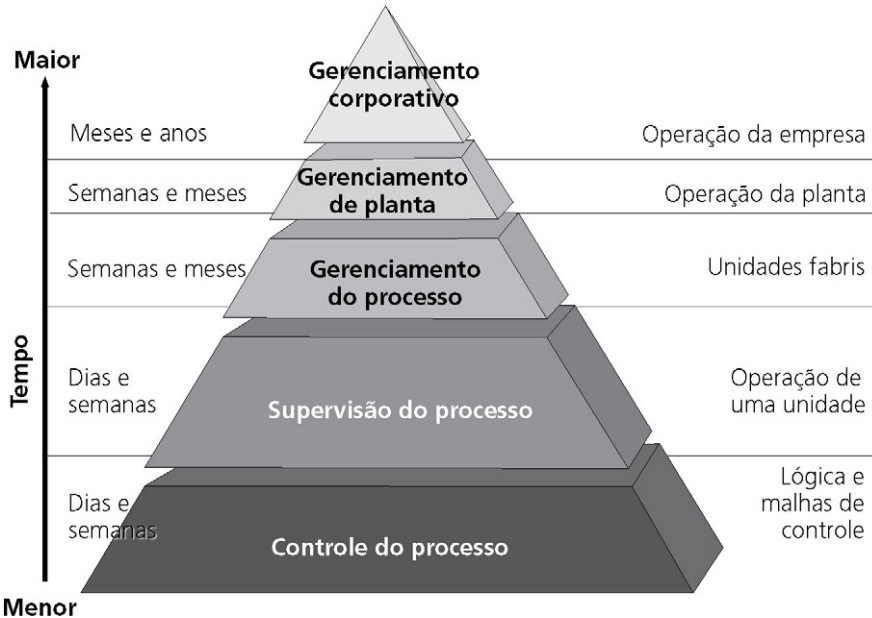 Maior
Gerenciamento
corporativo
Meses e anos
Operação da empresa
Semanas e meses
Gerenciamento
de planta
Operação da planta
Semanas e meses
Gerenciamento
do processo
Unidades fabris
Tempo
Dias e
semanas
Supervisão do processo
Operação de
uma unidade
Dias e
semanas
Controle do processo
Lógica e
malhas de
controle
Menor